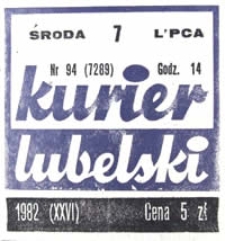 ŚRODA 7 L'PCA
Nr 94 (7289) Godz. 14
kurier
lubelski
1982 (XXVI) Cena 5 zł